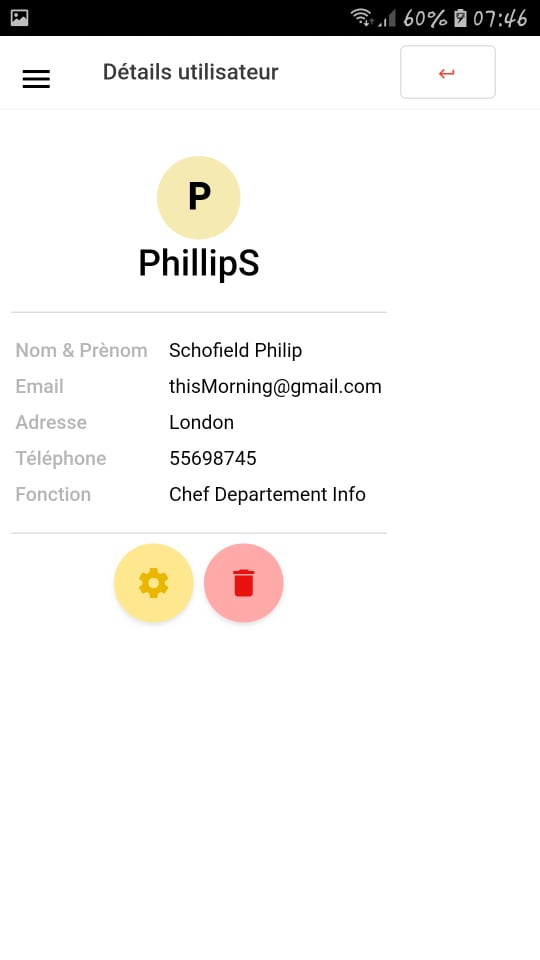 60% 07:46
Détails utilisateur
P
PhillipS
Nom & Prènom Schofield Philip
Email thisMorning@gmail.com
Adresse London
Téléphone 55698745
Fonction Chef Departement Info